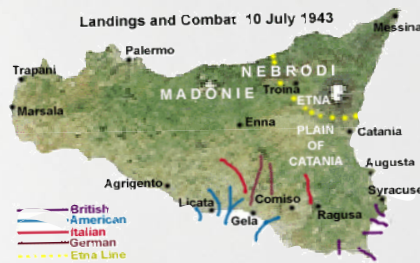 Landings and Combat 10 July 1943
Messina
Palermo
Trapani
NEBRODI
MADONIE
Troina
ETNA
Marsala
Enna
PLAIN
OF
CATANIA
Catania
Augusta
Agrigento
Syracuse
Licata
Comiso
Ragusa
Gela
British
American
Italian
German
Etna Line